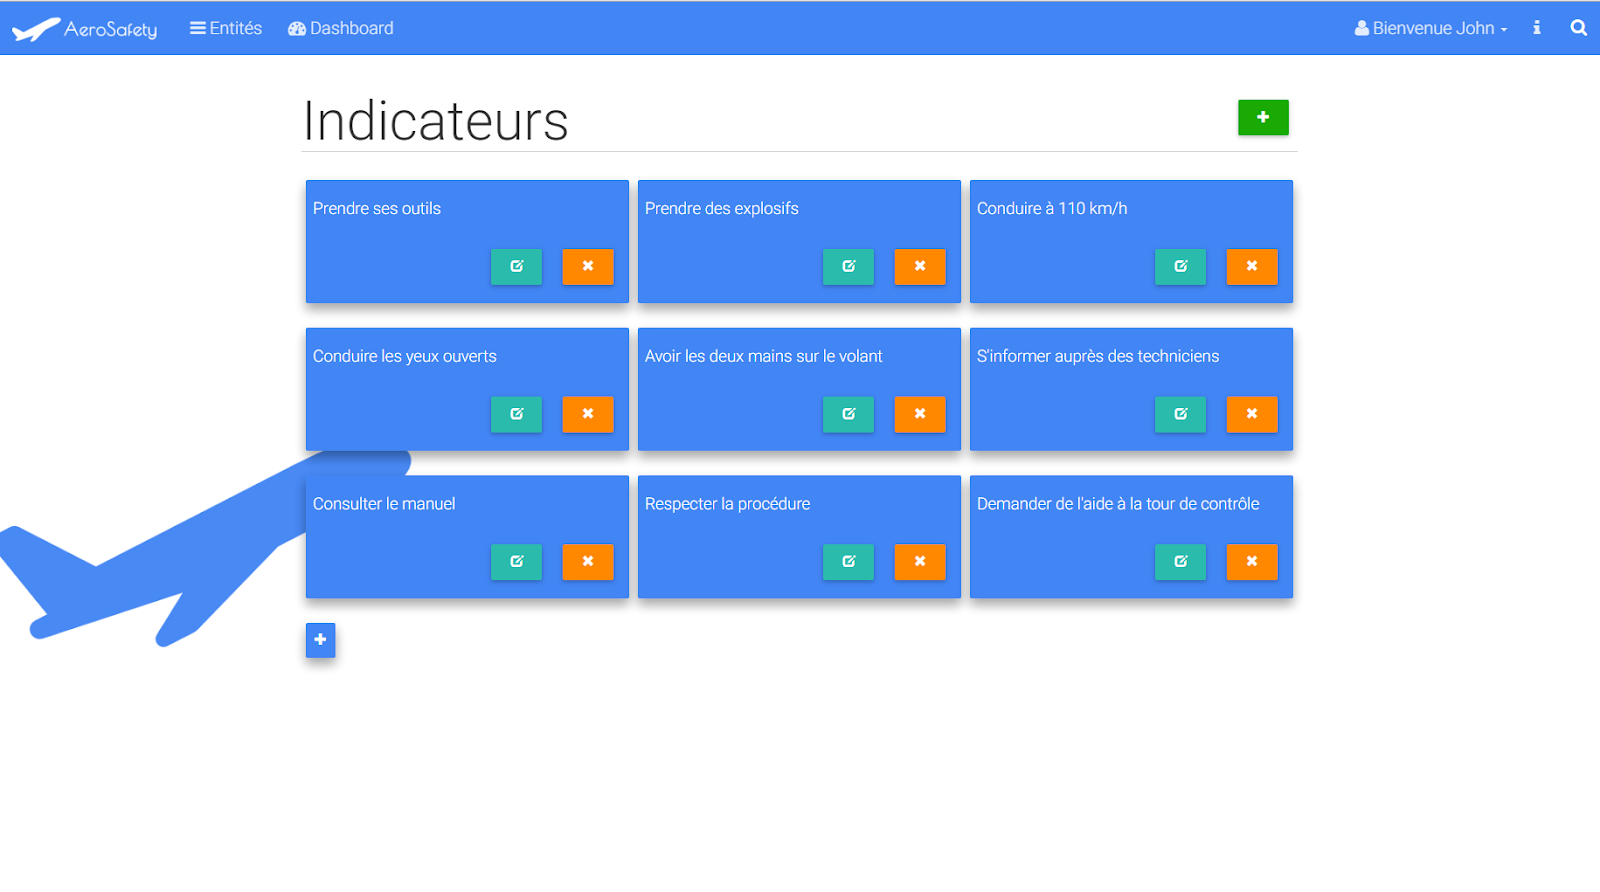 AeroSafety Entités Dashboard Bienvenue John
Indicateurs
Prendre ses outils
Prendre des explosifs
Conduire à 110 km/h
Conduire les yeux ouverts
Avoir les deux mains sur le volant
S'informer auprès des techniciens
Consulter le manuel
Respecter la procédure
Demander de l'aide à la tour de contrôle